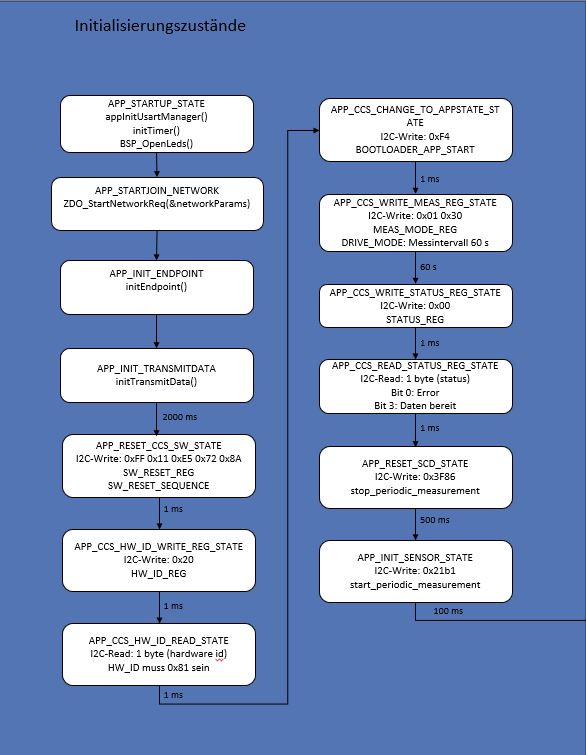 Initialisierungszustände
APP_STARTUP_STATE
appInitUsartManager()
initTimer()
BSP_OpenLeds()
APP_STARTJOIN_NETWORK
ZDO_StartNetworkReq(&networkParams)
APP_INIT_ENDPOINT
initEndpoint()
APP_INIT_TRANSMITDATA
initTransmitData()
2000 ms
APP_RESET_CCS_SW_STATE
I2C-Write: 0xFF 0x11 0xE5 0x72 0x8A
SW_RESET_REG
SW_RESET_SEQUENCE
1 ms
APP_CCS_HW_ID_WRITE_REG_STATE
I2C-Write: 0x20
HW_ID_REG
1 ms
APP_CCS_HW_ID_READ_STATE
I2C-Read: 1 byte (hardware id)
HW_ID muss 0x81 sein
1 ms
APP_CCS_CHANGE_TO_APPSTATE_ST
ATE
I2C-Write: 0xF4
BOOTLOADER_APP_START
1 ms
APP_CCS_WRITE_MEAS_REG_STATE
I2C-Write: 0x01 0x30
MEAS_MODE_REG
DRIVE_MODE: Messintervall 60 s
60 s
APP_CCS_WRITE_STATUS_REG_STATE
I2C-Write: 0x00
STATUS_REG
1 ms
APP_CCS_READ_STATUS_REG_STATE
I2C-Read: 1 byte (status)
Bit 0: Error
Bit 3: Daten bereit
1 ms
APP_RESET_SCD_STATE
I2C-Write: 0x3F86
stop_periodic_measurement
500 ms
APP_INIT_SENSOR_STATE
I2C-Write: 0x21b1
start_periodic_measurement
100 ms